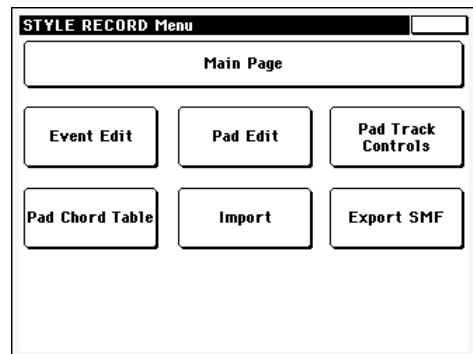 STYLE RECORD Menu
Main Page
Event Edit
Pad Edit
Pad Track
Controls
Pad Chord Table
Import
Export SMF